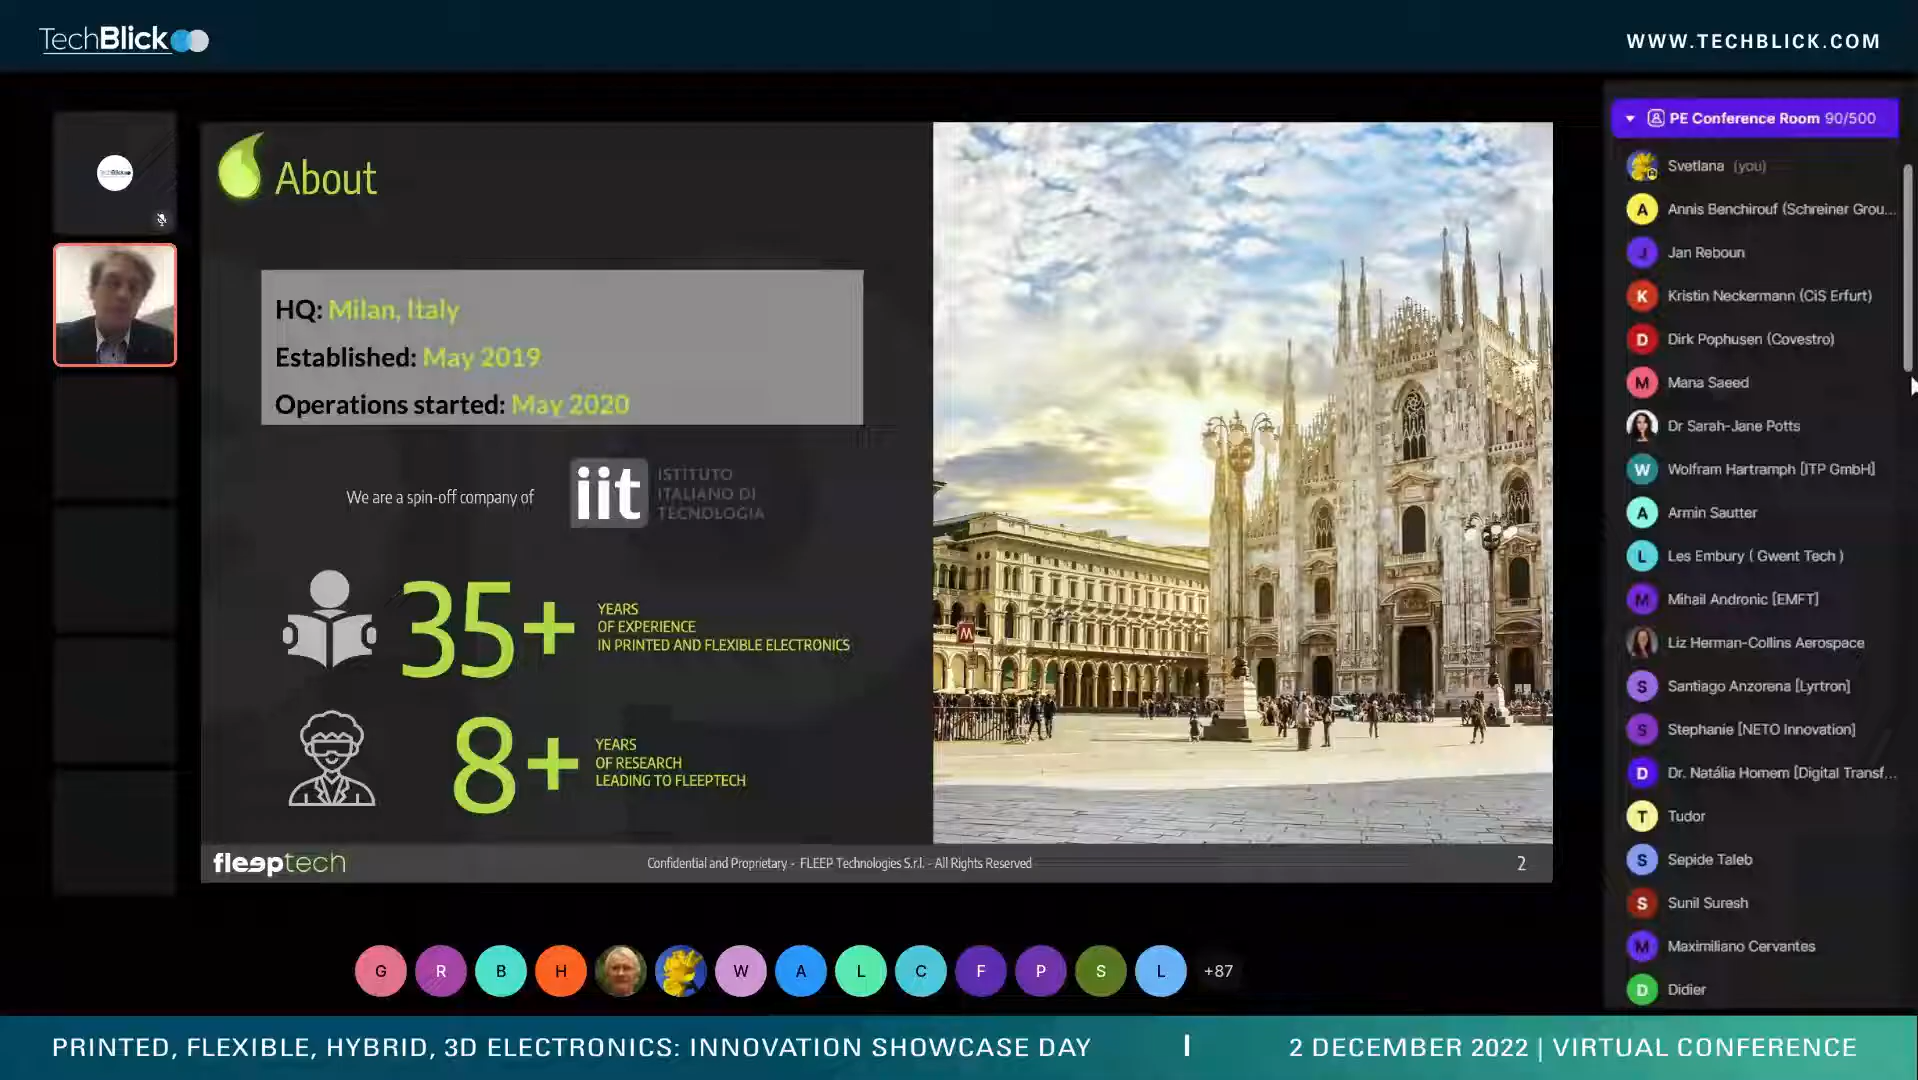 TechBlick
WWW.TECHBLICK.COM
About
HQ: Milan, Italy
Established: May 2019
Operations started: May 2020
We are a spin-off company of
iit
ISTITUTO
ITALIANO DI
TECNOLOGIA
35+
YEARS
OF EXPERIENCE
IN PRINTED AND FLEXIBLE ELECTRONICS
8+
YEARS
OF RESEARCH
LEADING TO FLEEPTECH
M
fleeptech
Confidential and Proprietary - FLEEP Technologies S.r.l. - All Rights Reserved
2
PE Conference Room 90/500
Svetlana (you)
A Annis Benchirouf (Schreiner Grou...
J Jan Reboun
K Kristin Neckermann (CiS Erfurt)
D Dirk Pophusen (Covestro)
M Mana Saeed
Dr Sarah-Jane Potts
W Wolfram Hartramph [ITP GmbH]
A Armin Sautter
L Les Embury ( Gwent Tech )
M Mihail Andronic [EMFT]
Liz Herman-Collins Aerospace
S Santiago Anzorena [Lyrtron]
S Stephanie [NETO Innovation]
D Dr. Natália Homem [Digital Transf...
T Tudor
S Sepide Taleb
S Sunil Suresh
M Maximiliano Cervantes
D Didier
G R B H W A L C F P S L +87
PRINTED, FLEXIBLE, HYBRID, 3D ELECTRONICS: INNOVATION SHOWCASE DAY | 2 DECEMBER 2022 | VIRTUAL CONFERENCE